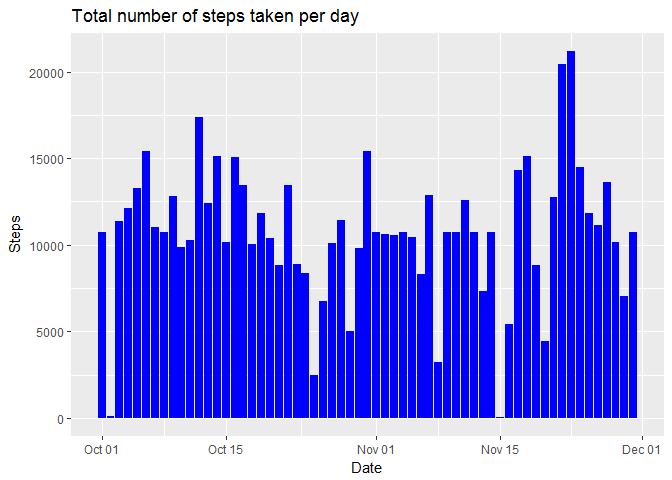 Total number of steps taken per day
Steps
20000
15000
10000
5000
0
Oct 01 Oct 15 Nov 01 Nov 15 Dec 01
Date